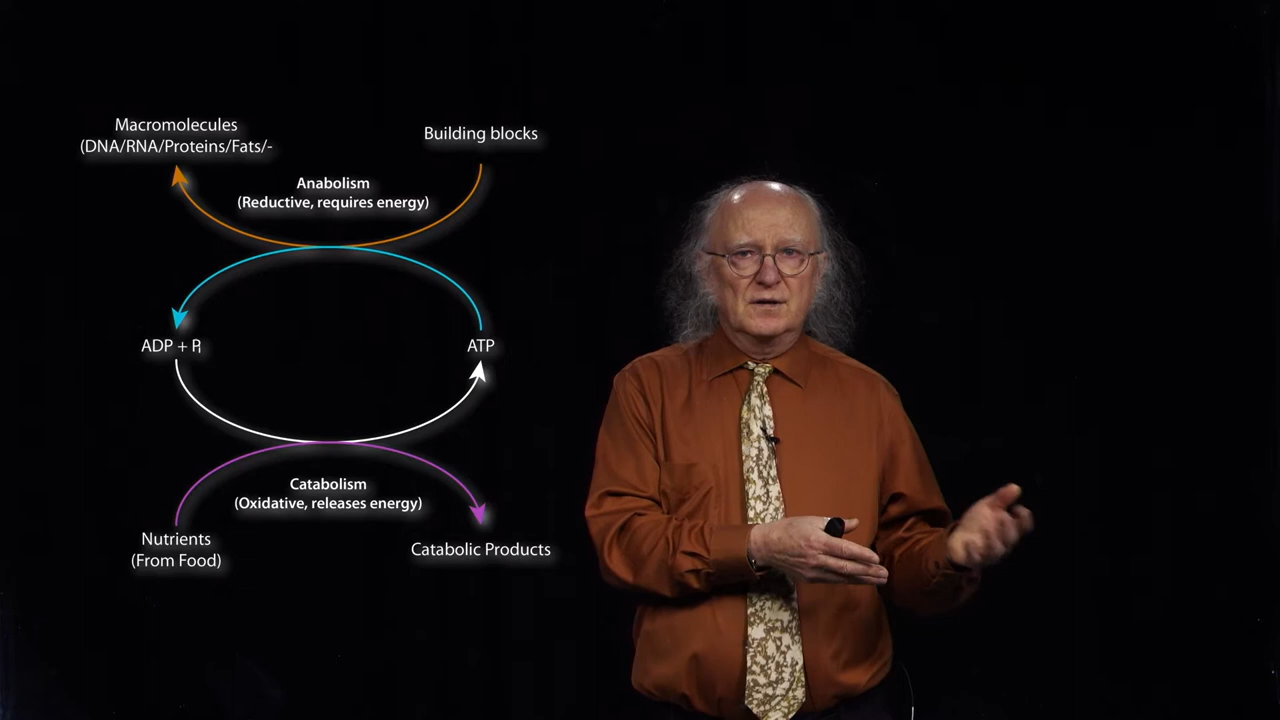 Macromolecules
(DNA/RNA/Proteins/Fats/-
Building blocks
Anabolism
(Reductive, requires energy)
ADP + Pi
ATP
Catabolism
(Oxidative, releases energy)
Nutrients
(From Food)
Catabolic Products